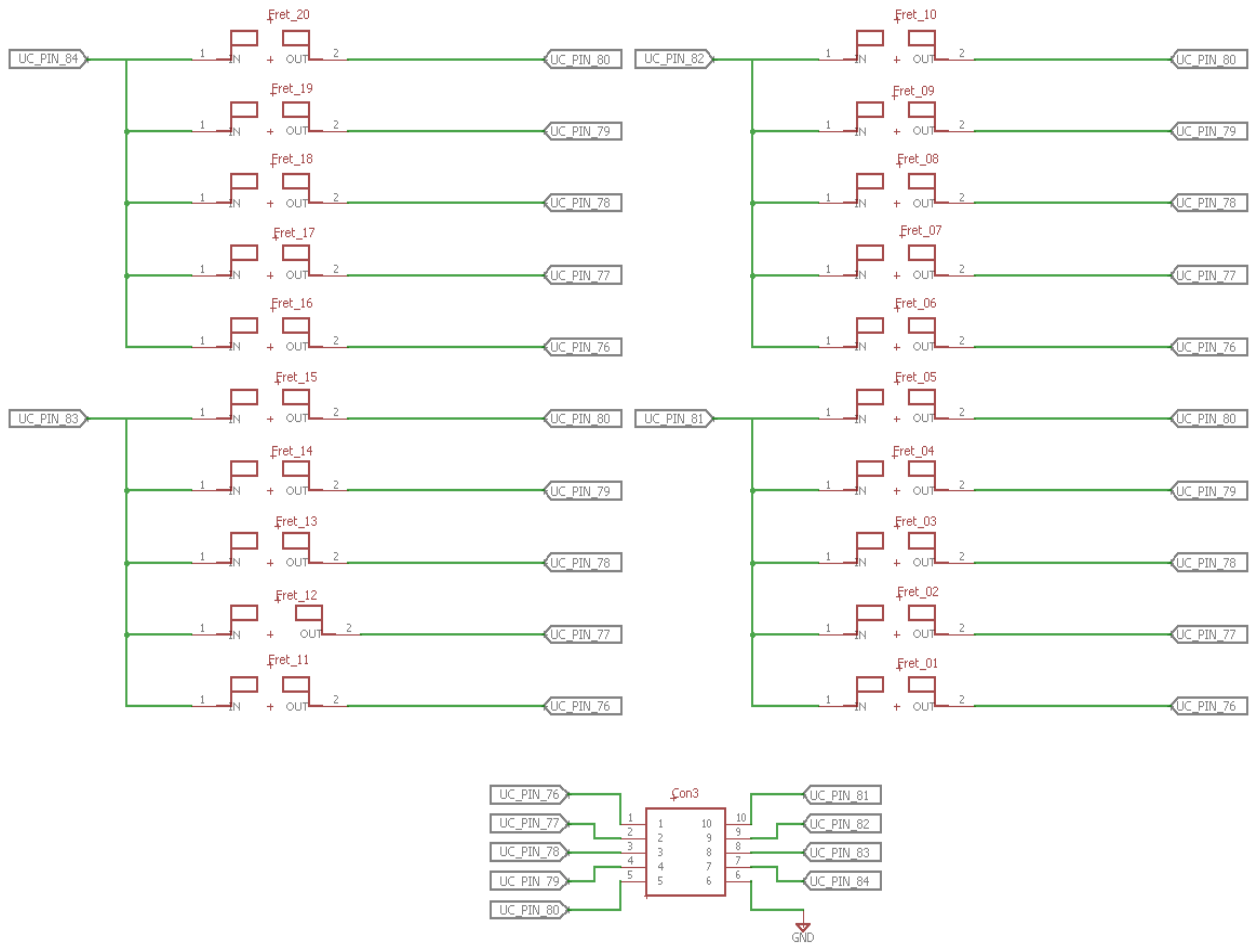 Fret_20
Fret_10
UC_PIN_84 1 IN OUT 2 UC_PIN_80
UC_PIN_82 1 IN OUT 2 UC_PIN_80
Fret_19
Fret_09
1 IN OUT 2 UC_PIN_79
1 IN OUT 2 UC_PIN_79
Fret_18
Fret_08
1 IN OUT 2 UC_PIN_78
1 IN OUT 2 UC_PIN_78
Fret_17
Fret_07
1 IN OUT 2 UC_PIN_77
1 IN OUT 2 UC_PIN_77
Fret_16
Fret_06
1 IN OUT 2 UC_PIN_76
1 IN OUT 2 UC_PIN_76
Fret_15
Fret_05
UC_PIN_83 1 IN OUT 2 UC_PIN_80
UC_PIN_81 1 IN OUT 2 UC_PIN_80
Fret_14
Fret_04
1 IN OUT 2 UC_PIN_79
1 IN OUT 2 UC_PIN_79
Fret_13
Fret_03
1 IN OUT 2 UC_PIN_78
1 IN OUT 2 UC_PIN_78
Fret_12
Fret_02
1 IN OUT 2 UC_PIN_77
1 IN OUT 2 UC_PIN_77
Fret_11
Fret_01
1 IN OUT 2 UC_PIN_76
1 IN OUT 2 UC_PIN_76
Con3
UC_PIN_76 1 1 10 10 UC_PIN_81
UC_PIN_77 2 2 9 9 UC_PIN_82
UC_PIN_78 3 3 8 8 UC_PIN_83
UC_PIN_79 4 4 7 7 UC_PIN_84
UC_PIN_80 5 5 6 6
GND